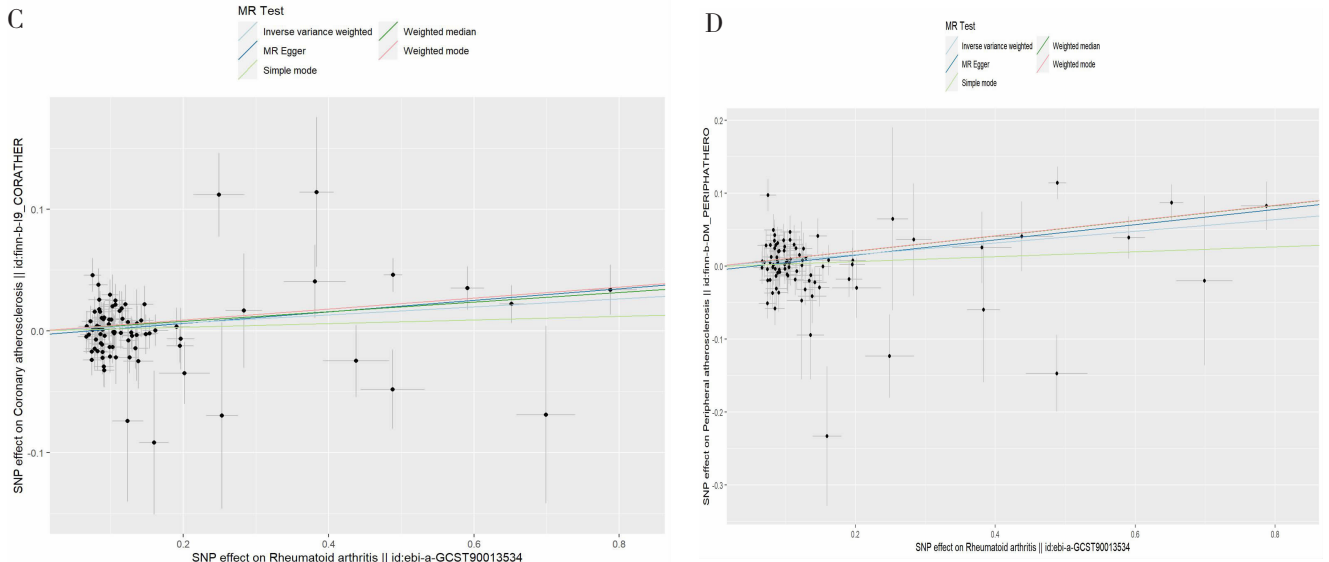 C
MR Test
Inverse variance weighted
Weighted median
MR Egger
Weighted mode
Simple mode
SNP effect on Coronary atherosclerosis || id:finn-b-I9_CORATHER
0.1
0.0
-0.1
0.2
0.4
0.6
0.8
SNP effect on Rheumatoid arthritis || id:ebi-a-GCST90013534
D
MR Test
Inverse variance weighted
Weighted median
MR Egger
Weighted mode
Simple mode
SNP effect on Peripheral atherosclerosis || id:finn-b-DM_PERIPHATHERO
0.2
0.1
0.0
-0.1
-0.2
-0.3
0.2
0.4
0.6
0.8
SNP effect on Rheumatoid arthritis || id:ebi-a-GCST90013534